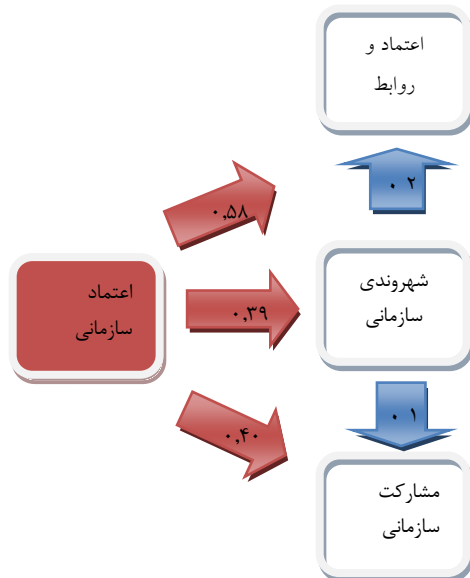 اعتماد و
روابط
۰ ۲
۰,۵۸
شهروندی
سازمانی
اعتماد
سازمانی
۰,۳۹
۰ ۱
۰,۴۰
مشارکت
سازمانی